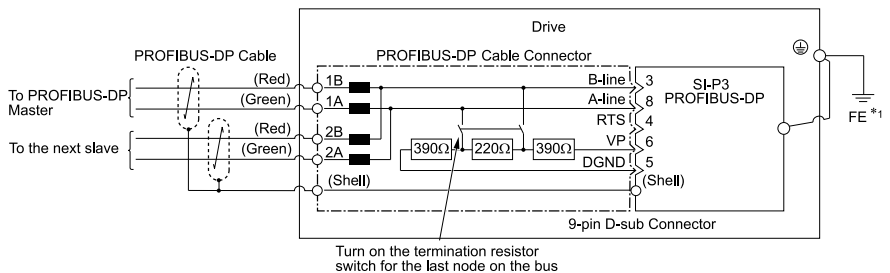 Drive
PROFIBUS-DP Cable
PROFIBUS-DP Cable Connector
(Red) 1B B-line 3
SI-P3
PROFIBUS-DP
To PROFIBUS-DP
Master
(Green) 1A A-line 8
RTS 4
FE *1
(Red) 2B VP 6
To the next slave
(Green) 2A 390Ω 220Ω 390Ω
DGND 5
(Shell) (Shell)
9-pin D-sub Connector
Turn on the termination resistor
switch for the last node on the bus